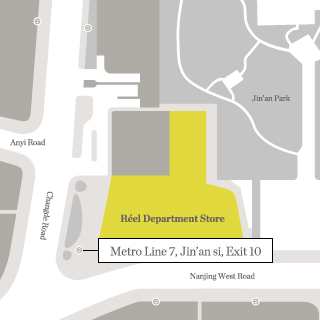 Jin'an Park
Anyi Road
Changde Road
Réel Department Store
Metro Line 7, Jin'an si, Exit 10
Nanjing West Road